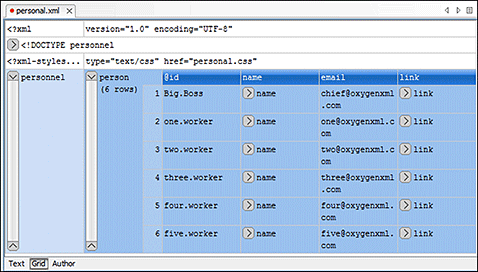 personal.xml
<?xml version="1.0" encoding="UTF-8"
<!DOCTYPE personnel
<?xml-styles... type="text/css" href="personal.css"
personnel person @id name email link
(6 rows)
1 Big.Boss name chief@oxygenxml link
.com
2 one.worker name one@oxygenxml.c link
om
3 two.worker name two@oxygenxml.c link
om
4 three.worker name three@oxygenxml link
.com
5 four.worker name four@oxygenxml. link
com
6 five.worker name five@oxygenxml. link
com
Text Grid Author